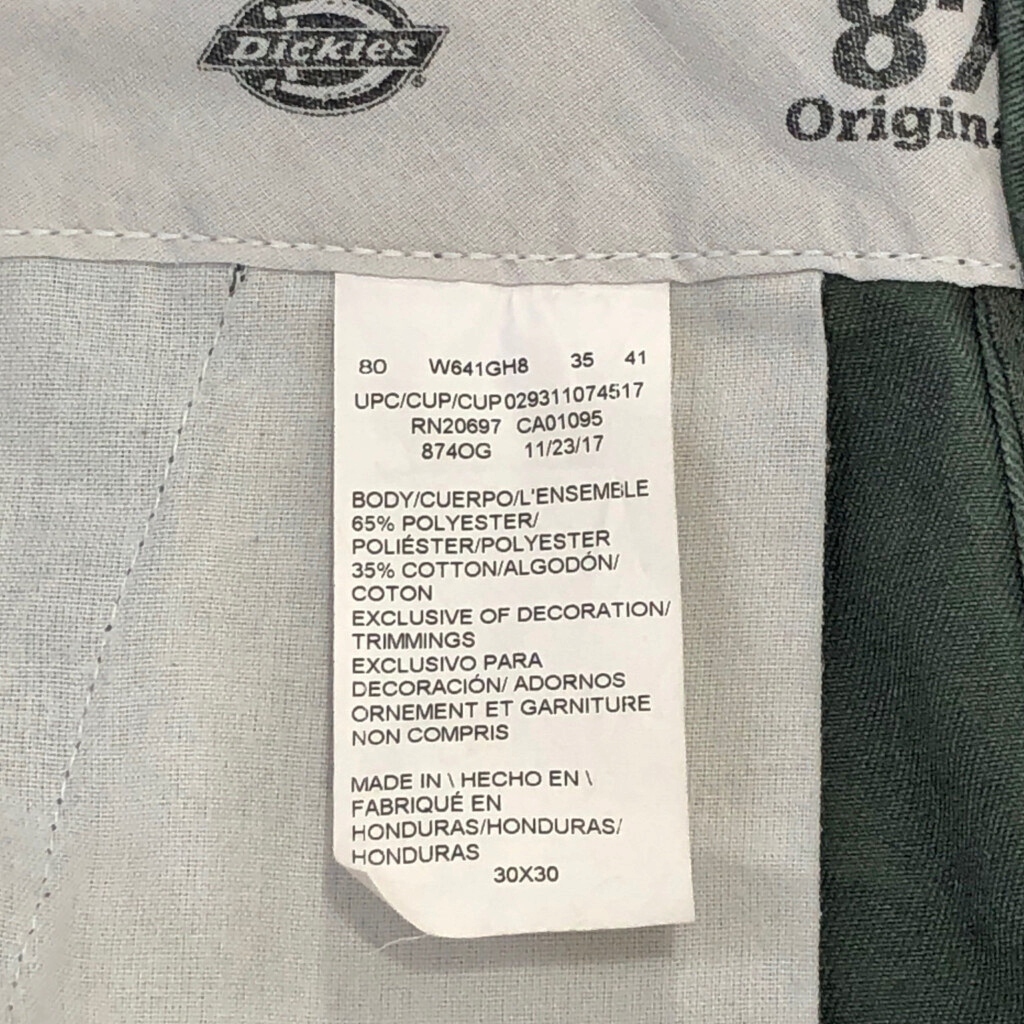 Dickies®
87
Origina
80 W641GH8 35 41
UPC/CUP/CUP 029311074517
RN20697 CA01095
874OG 11/23/17
BODY/CUERPO/L'ENSEMBLE
65% POLYESTER/
POLIÉSTER/POLYESTER
35% COTTON/ALGODÓN/
COTON
EXCLUSIVE OF DECORATION/
TRIMMINGS
EXCLUSIVO PARA
DECORACIÓN/ ADORNOS
ORNEMENT ET GARNITURE
NON COMPRIS
MADE IN \ HECHO EN \
FABRIQUÉ EN
HONDURAS/HONDURAS/
HONDURAS
30X30